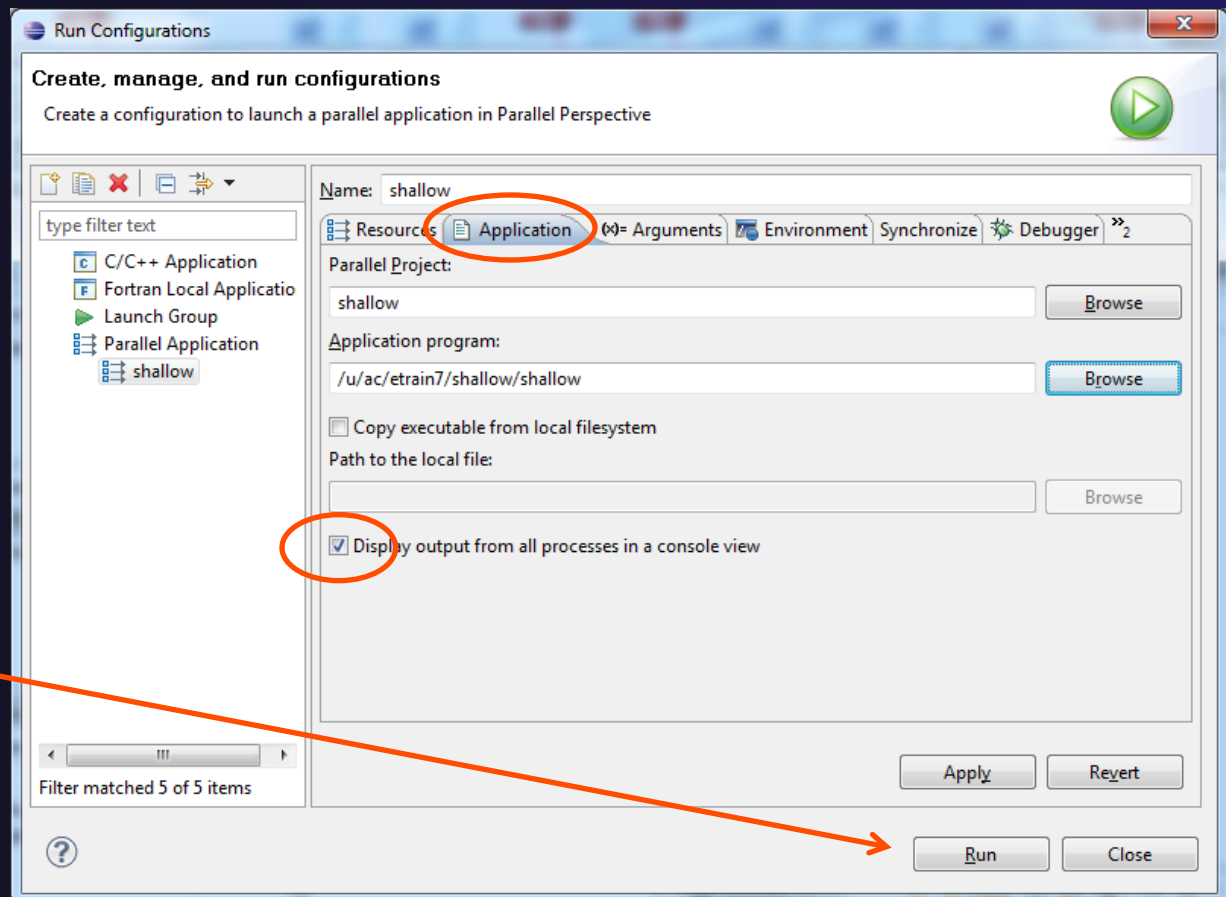 Run Configurations
X
Create, manage, and run configurations
Create a configuration to launch a parallel application in Parallel Perspective
type filter text
C/C++ Application
Fortran Local Applicatio
Launch Group
Parallel Application
shallow
Filter matched 5 of 5 items
Name: shallow
Resources Application (x)= Arguments Environment Synchronize Debugger »2
Parallel Project:
shallow Browse
Application program:
/u/ac/etrain7/shallow/shallow Browse
Copy executable from local filesystem
Path to the local file:
Browse
Display output from all processes in a console view
Apply Revert
? Run Close